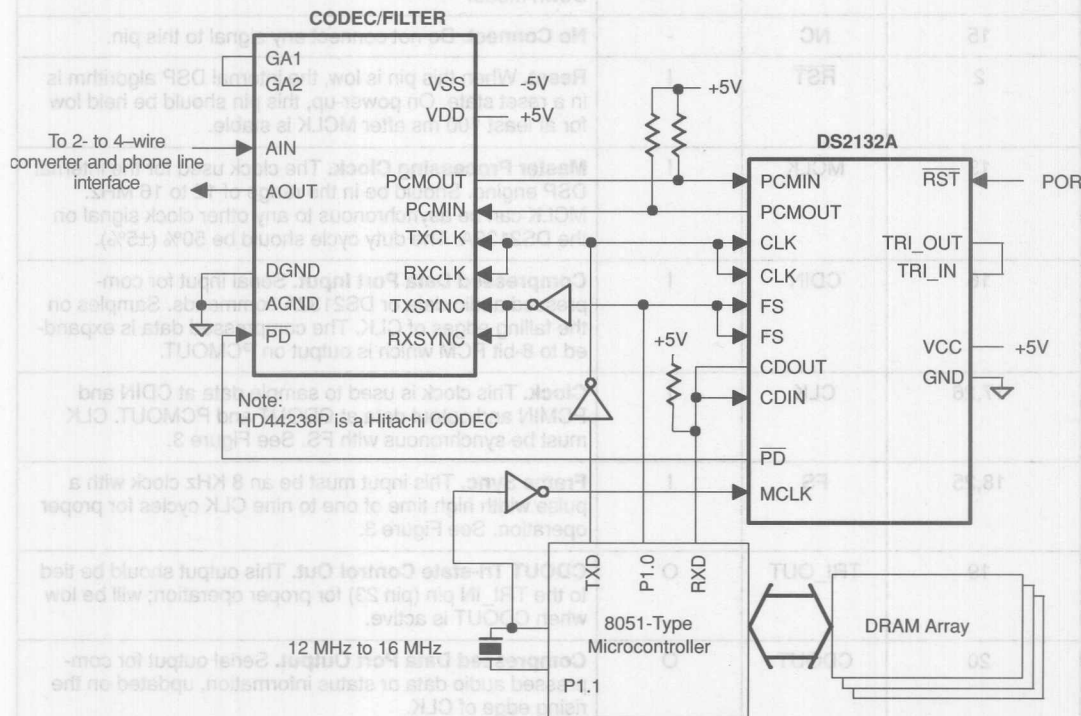 CODEC/FILTER
GA1
GA2
VSS
-5V
VDD
+5V
To 2- to 4–wire
converter and phone line
interface
AIN
AOUT
PCMOUT
PCMIN
TXCLK
RXCLK
DGND
AGND
TXSYNC
PD
RXSYNC
Note:
HD44238P is a Hitachi CODEC
+5V
+5V
DS2132A
PCMIN
RST
POR
PCMOUT
CLK
TRI_OUT
CLK
TRI_IN
FS
FS
VCC
+5V
CDOUT
GND
CDIN
PD
MCLK
TXD
P1.0
RXD
8051-Type
Microcontroller
12 MHz to 16 MHz
P1.1
DRAM Array